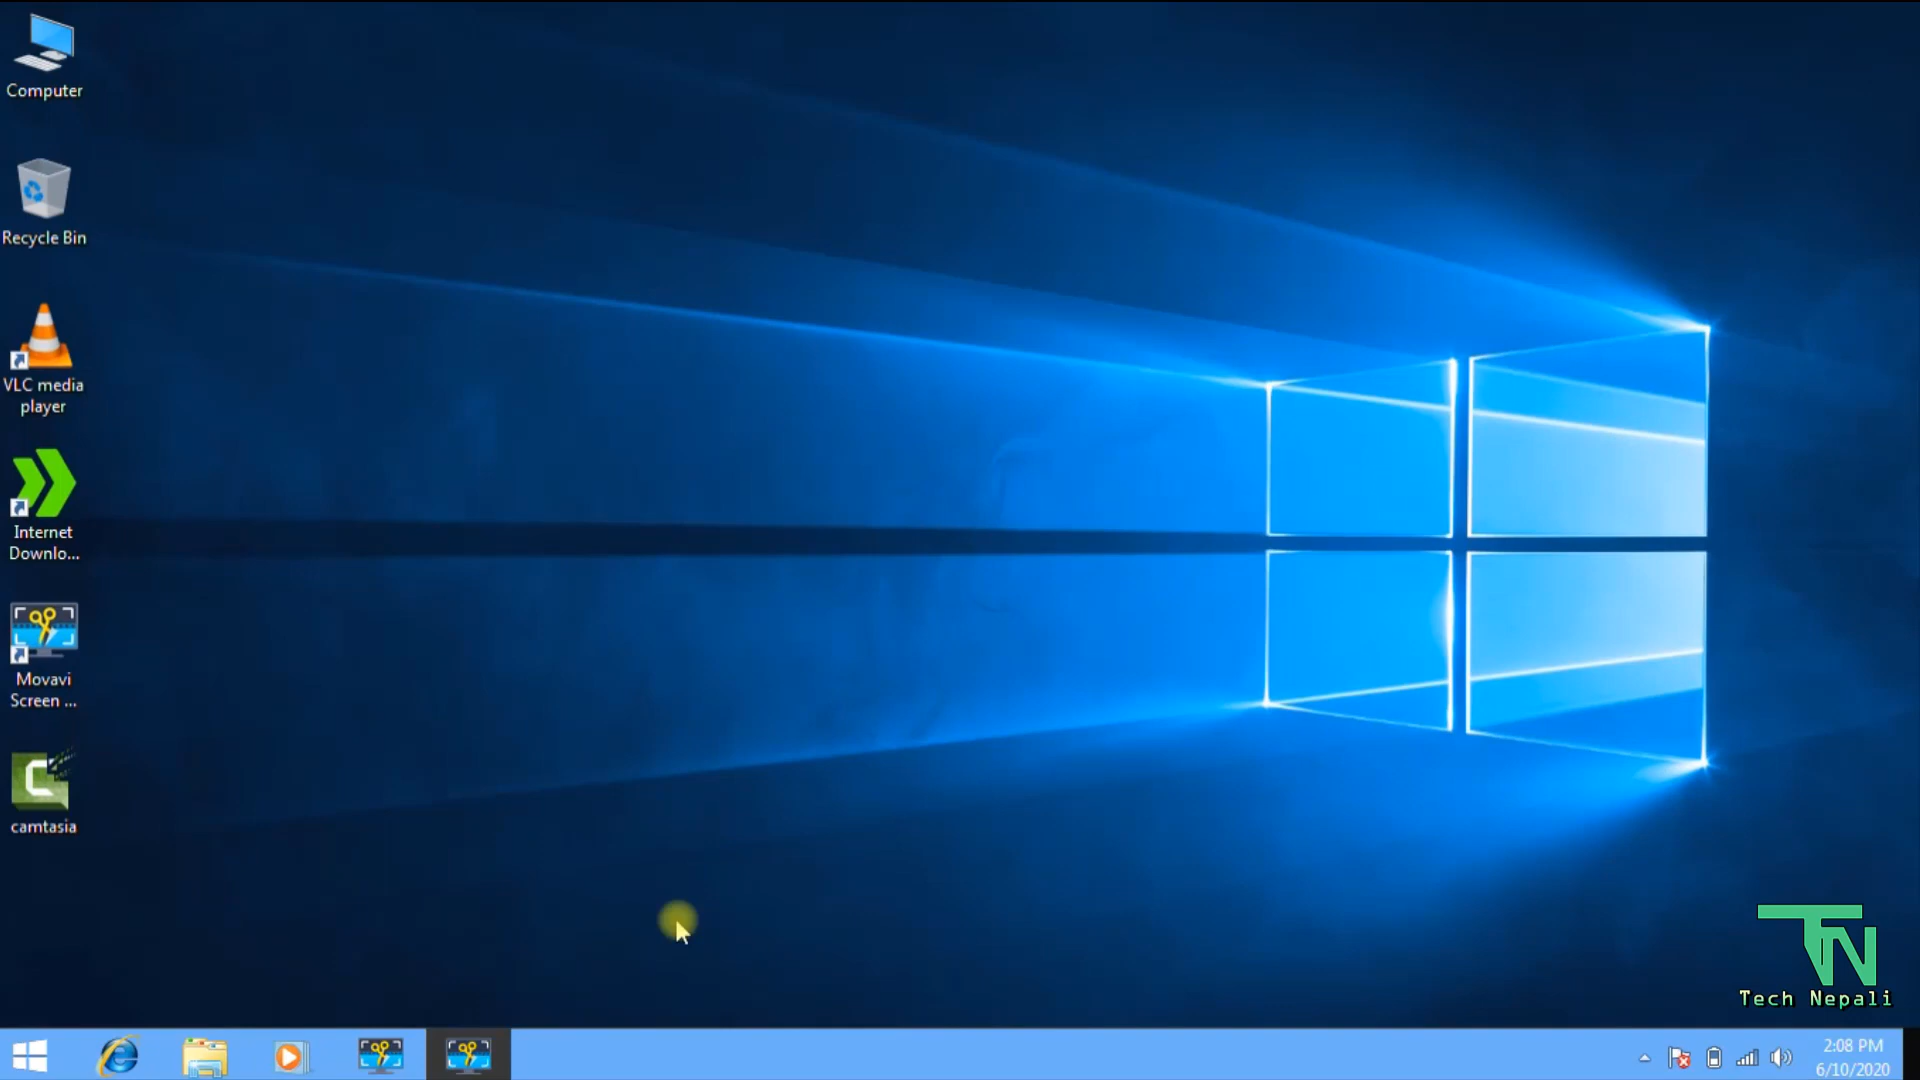 Computer
Recycle Bin
VLC media
player
Internet
Downlo...
Movavi
Screen ...
camtasia
TN
Tech Nepali
2:08 PM
6/10/2020